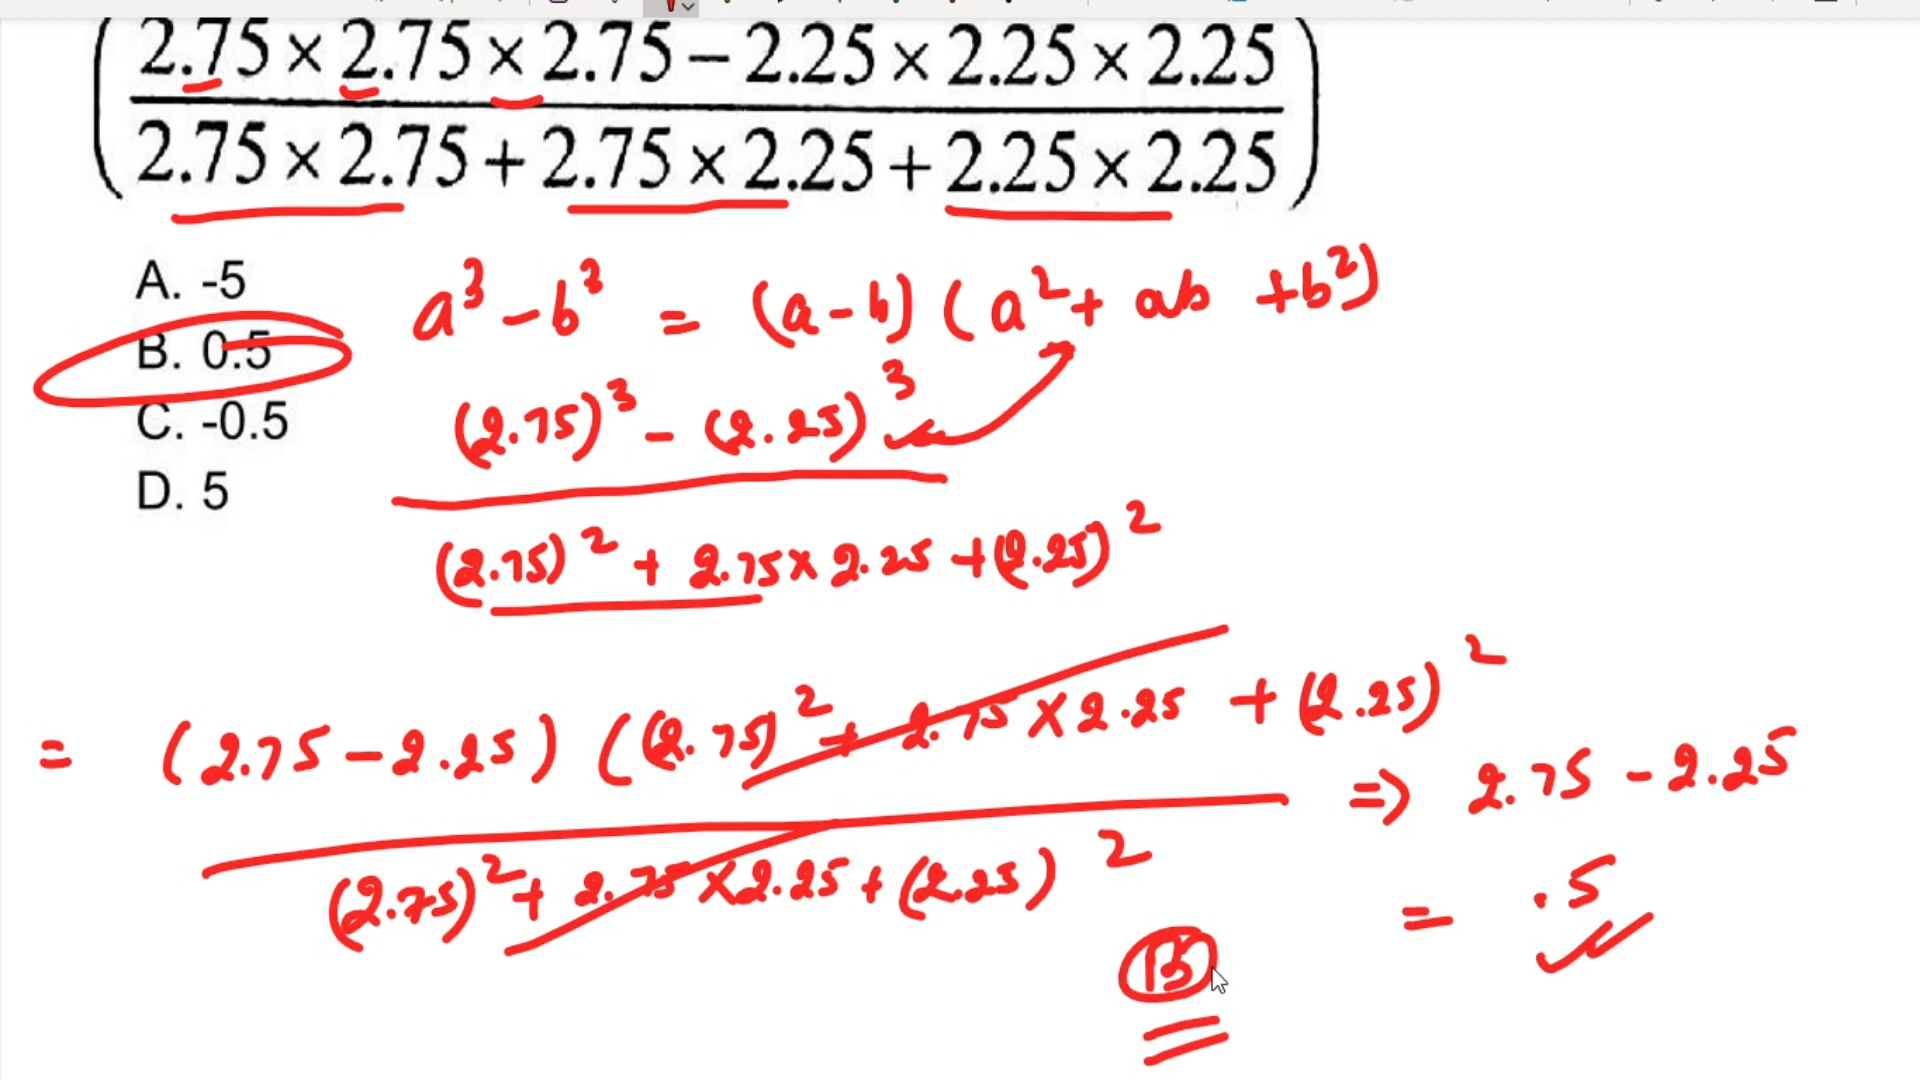 2.75 × 2.75 × 2.75 – 2.25 × 2.25 × 2.25
2.75 × 2.75 + 2.75 × 2.25 + 2.25 × 2.25
A. -5
B. 0.5
C. -0.5
D. 5
a³ - b³ = (a - b) (a² + ab + b²)
(2.75)³ - (2.25)³
(2.75)² + 2.75 × 2.25 + (2.25)²
= (2.75 - 2.25) ((2.75)² + 2.75 × 2.25 + (2.25)²
(2.75)² + 2.75 × 2.25 + (2.25)²
=> 2.75 - 2.25
= .5
B